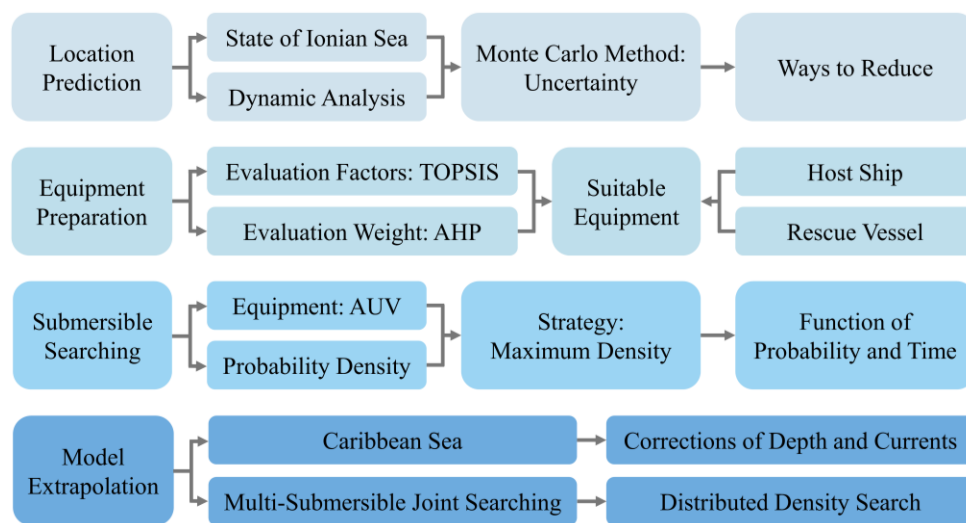 Location
Prediction
State of Ionian Sea
Dynamic Analysis
Monte Carlo Method:
Uncertainty
Ways to Reduce
Equipment
Preparation
Evaluation Factors: TOPSIS
Evaluation Weight: AHP
Suitable
Equipment
Host Ship
Rescue Vessel
Submersible
Searching
Equipment: AUV
Probability Density
Strategy:
Maximum Density
Function of
Probability and Time
Model
Extrapolation
Caribbean Sea
Corrections of Depth and Currents
Multi-Submersible Joint Searching
Distributed Density Search